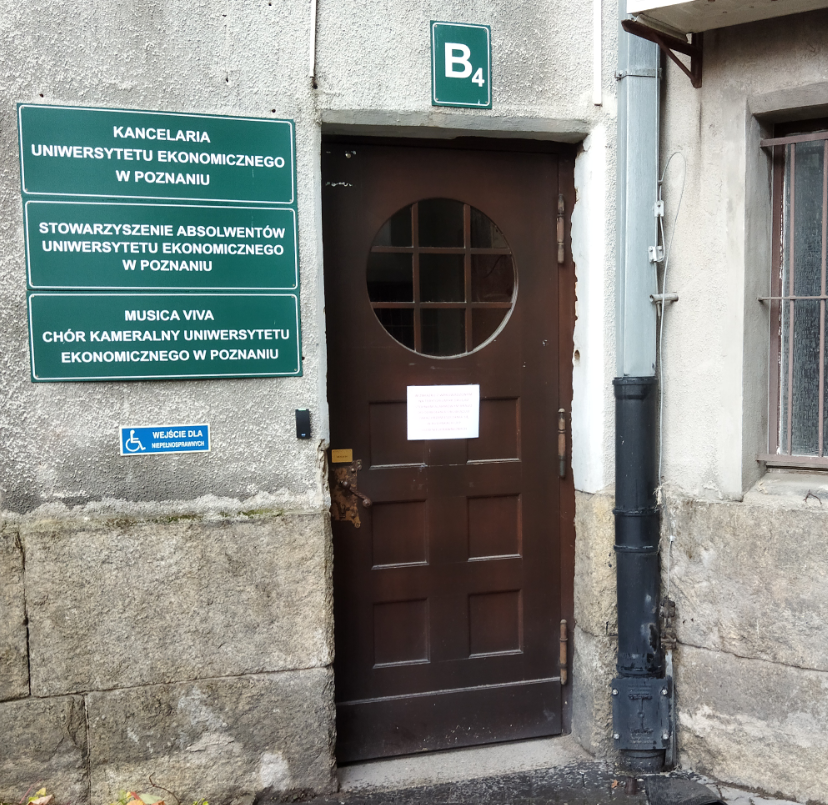 B4
KANCELARIA
UNIWERSYTETU EKONOMICZNEGO
W POZNANIU
STOWARZYSZENIE ABSOLWENTÓW
UNIWERSYTETU EKONOMICZNEGO
W POZNANIU
MUSICA VIVA
CHÓR KAMERALNY UNIWERSYTETU
EKONOMICZNEGO W POZNANIU
WEJŚCIE DLA
NIEPEŁNOSPRAWNYCH